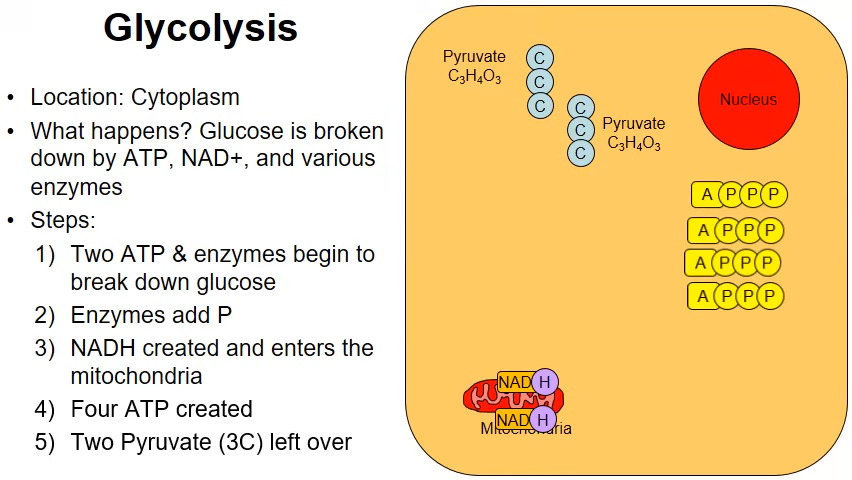 Glycolysis
• Location: Cytoplasm
• What happens? Glucose is broken
down by ATP, NAD+, and various
enzymes
• Steps:
1) Two ATP & enzymes begin to
break down glucose
2) Enzymes add P
3) NADH created and enters the
mitochondria
4) Four ATP created
5) Two Pyruvate (3C) left over
Pyruvate
C₃H₄O₃
C
C
C
C
C
C
Pyruvate
C₃H₄O₃
Nucleus
A P P P
A P P P
A P P P
A P P P
NAD H
NAD H
Mitochondria